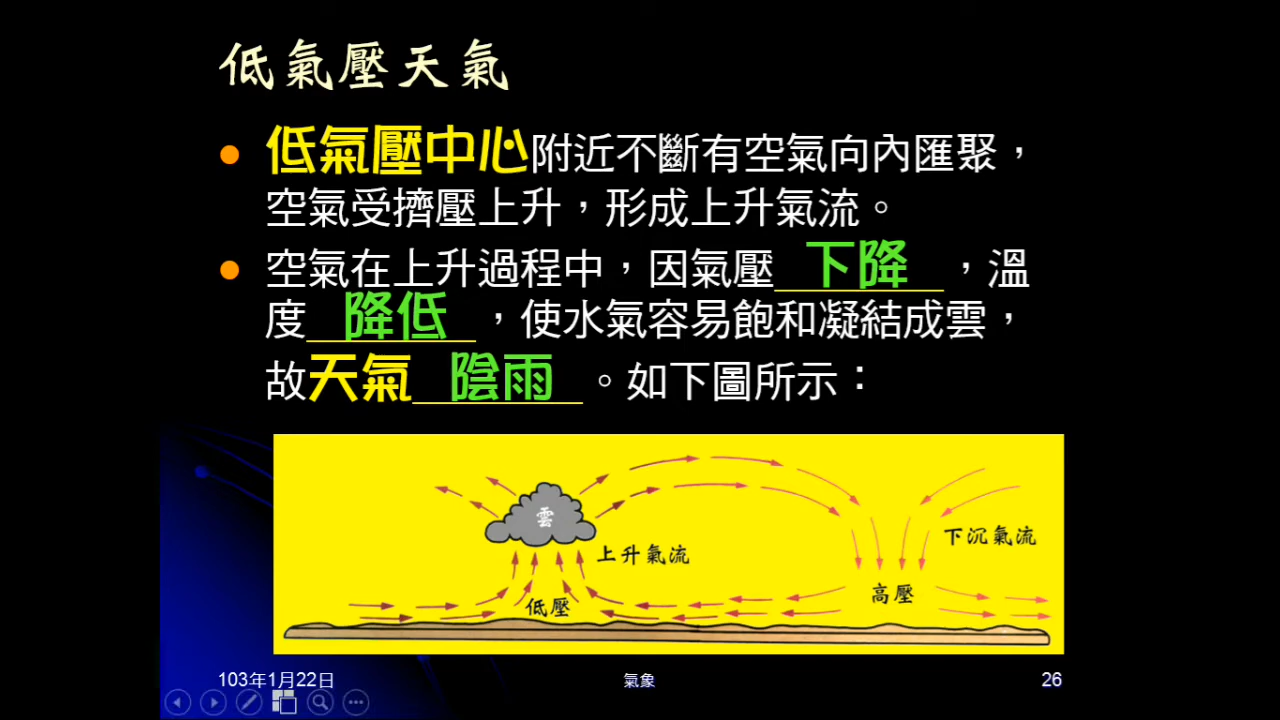 低氣壓天氣
低氣壓中心附近不斷有空氣向內匯聚，
空氣受擠壓上升，形成上升氣流。
空氣在上升過程中，因氣壓下降，溫
度降低，使水氣容易飽和凝結成雲，
故天氣陰雨。如下圖所示：
雲
上升氣流
下沉氣流
低壓
高壓
103年1月22日
氣象
26